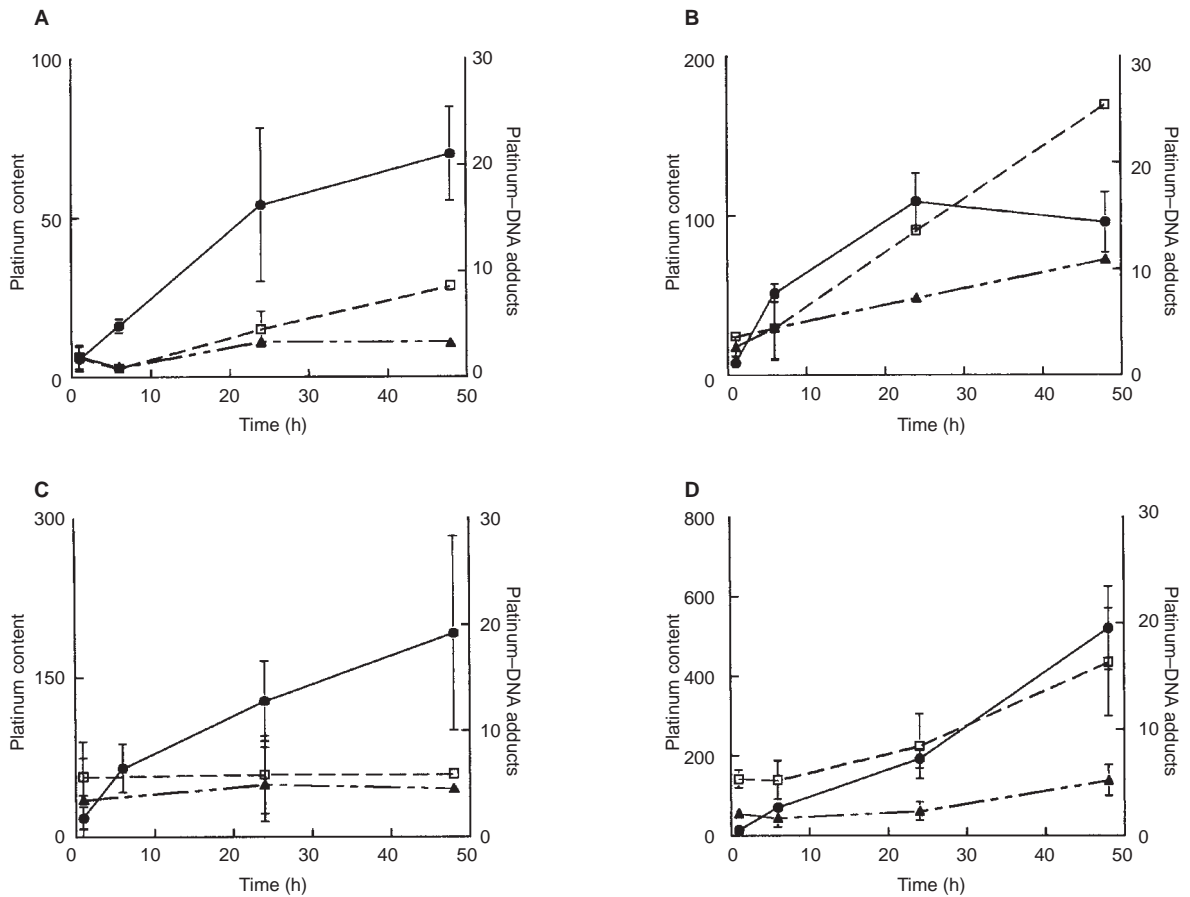 A
100
50
0
Platinum content
30
20
10
0
Platinum–DNA adducts
0 10 20 30 40 50
Time (h)
B
200
100
0
Platinum content
30
20
10
0
Platinum–DNA adducts
0 10 20 30 40 50
Time (h)
C
300
150
0
Platinum content
30
20
10
0
Platinum–DNA adducts
0 10 20 30 40 50
Time (h)
D
800
600
400
200
0
Platinum content
30
20
10
0
Platinum–DNA adducts
0 10 20 30 40 50
Time (h)